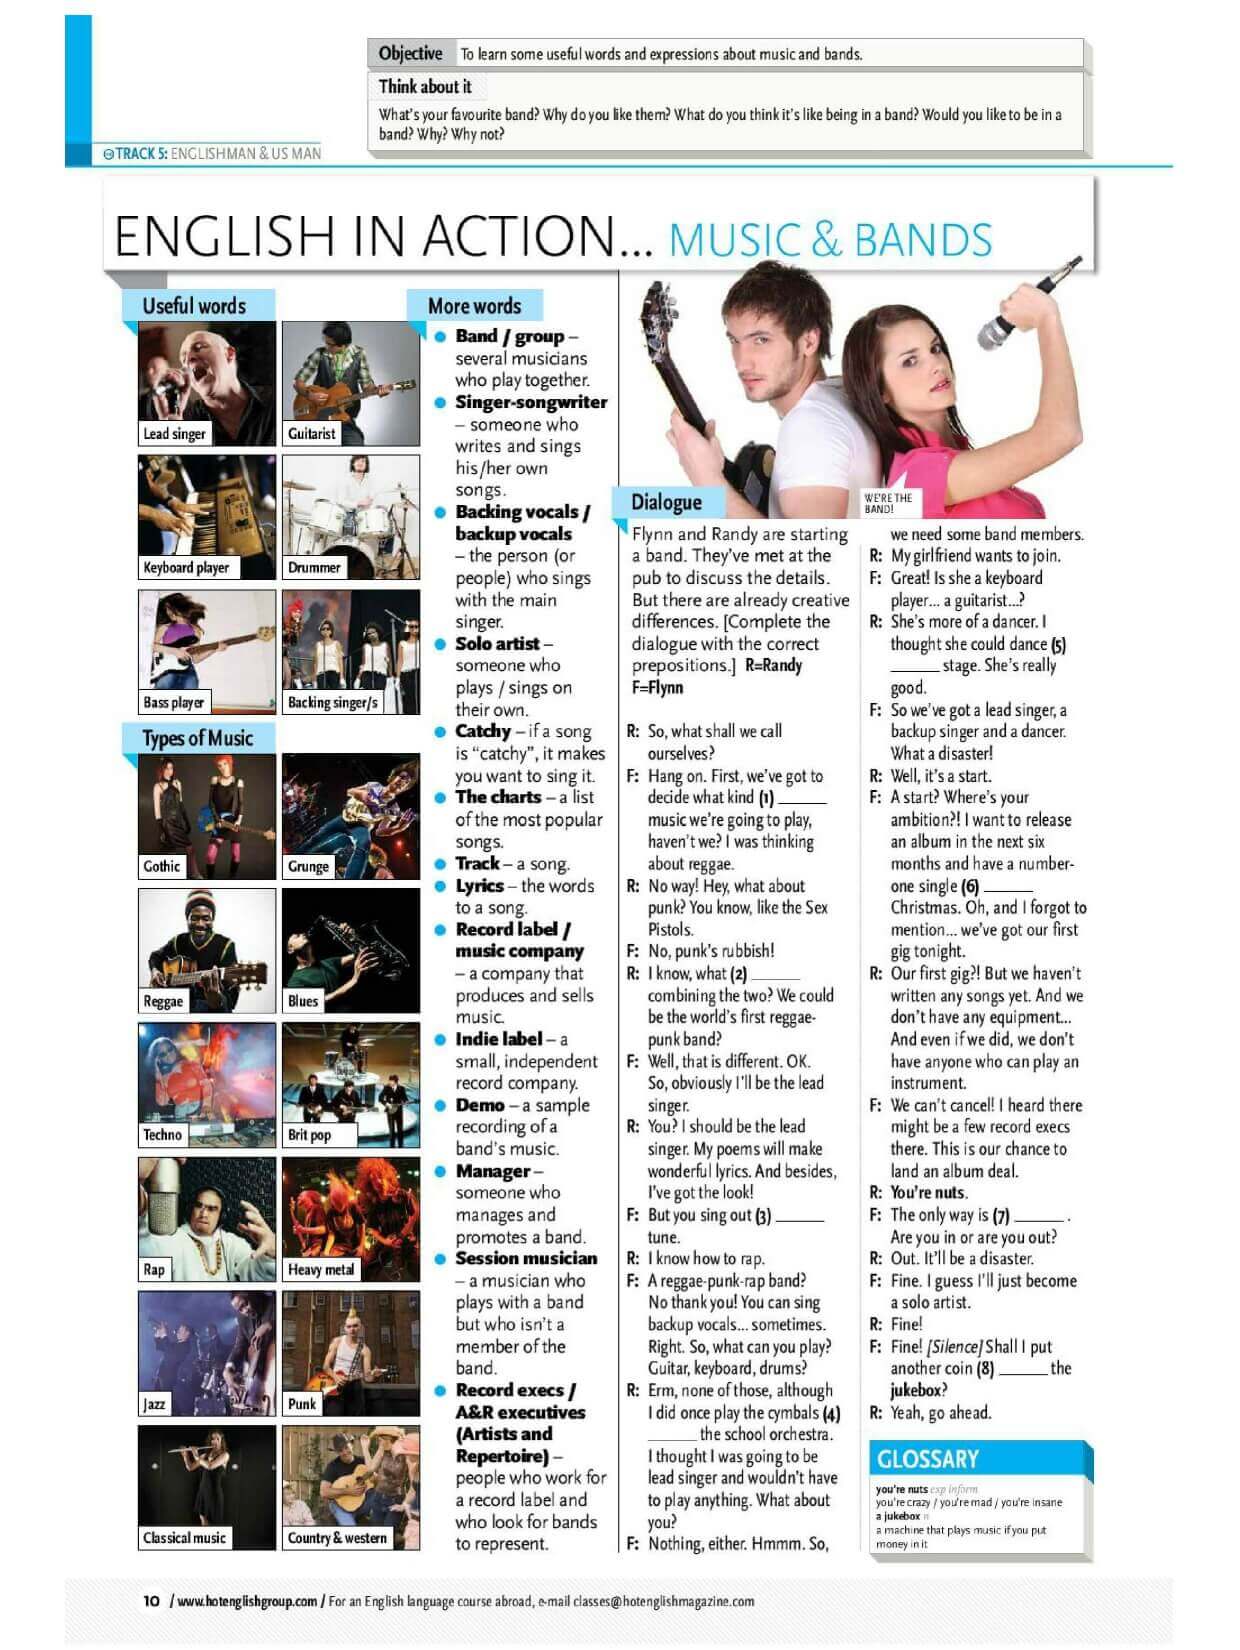 Objective To learn some useful words and expressions about music and bands.
Think about it
What's your favourite band? Why do you like them? What do you think it's like being in a band? Would you like to be in a
band? Why? Why not?
TRACK 5: ENGLISHMAN & US MAN
ENGLISH IN ACTION... MUSIC & BANDS
Useful words
Lead singer
Guitarist
Keyboard player
Drummer
Bass player
Backing singer/s
Types of Music
Gothic
Grunge
Reggae
Blues
Techno
Brit pop
Rap
Heavy metal
Jazz
Punk
Classical music
Country & western
More words
Band / group –
several musicians
who play together.
Singer-songwriter
– someone who
writes and sings
his/her own
songs.
Backing vocals /
backup vocals
– the person (or
people) who sings
with the main
singer.
Solo artist –
someone who
plays / sings on
their own.
Catchy – if a song
is "catchy", it makes
you want to sing it.
The charts – a list
of the most popular
songs.
Track – a song.
Lyrics – the words
to a song.
Record label /
music company
– a company that
produces and sells
music.
Indie label – a
small, independent
record company.
Demo – a sample
recording of a
band's music.
Manager –
someone who
manages and
promotes a band.
Session musician
– a musician who
plays with a band
but who isn't a
member of the
band.
Record execs /
A&R executives
(Artists and
Repertoire) –
people who work for
a record label and
who look for bands
to represent.
WE'RE THE
BAND!
Dialogue
Flynn and Randy are starting
a band. They've met at the
pub to discuss the details.
But there are already creative
differences. [Complete the
dialogue with the correct
prepositions.] R=Randy
F=Flynn
R: So, what shall we call
ourselves?
F: Hang on. First, we've got to
decide what kind (1) ______
music we're going to play,
haven't we? I was thinking
about reggae.
R: No way! Hey, what about
punk? You know, like the Sex
Pistols.
F: No, punk's rubbish!
R: I know, what (2) ______
combining the two? We could
be the world's first reggae-
punk band?
F: Well, that is different. OK.
So, obviously I'll be the lead
singer.
R: You? I should be the lead
singer. My poems will make
wonderful lyrics. And besides,
I've got the look!
F: But you sing out (3) ______
tune.
R: I know how to rap.
F: A reggae-punk-rap band?
No thank you! You can sing
backup vocals... sometimes.
Right. So, what can you play?
Guitar, keyboard, drums?
R: Erm, none of those, although
I did once play the cymbals (4)
______ the school orchestra.
I thought I was going to be
lead singer and wouldn't have
to play anything. What about
you?
F: Nothing, either. Hmmm. So,
we need some band members.
R: My girlfriend wants to join.
F: Great! Is she a keyboard
player... a guitarist...?
R: She's more of a dancer. I
thought she could dance (5)
______ stage. She's really
good.
F: So we've got a lead singer, a
backup singer and a dancer.
What a disaster!
R: Well, it's a start.
F: A start? Where's your
ambition?! I want to release
an album in the next six
months and have a number-
one single (6) ______
Christmas. Oh, and I forgot to
mention... we've got our first
gig tonight.
R: Our first gig?! But we haven't
written any songs yet. And we
don't have any equipment...
And even if we did, we don't
have anyone who can play an
instrument.
F: We can't cancel! I heard there
might be a few record execs
there. This is our chance to
land an album deal.
R: You're nuts.
F: The only way is (7) ______ .
Are you in or are you out?
R: Out. It'll be a disaster.
F: Fine. I guess I'll just become
a solo artist.
R: Fine!
F: Fine! [Silence] Shall I put
another coin (8) ______ the
jukebox?
R: Yeah, go ahead.
GLOSSARY
you're nuts exp inform
you're crazy / you're mad / you're insane
a jukebox n
a machine that plays music if you put
money in it
10 / www.hotenglishgroup.com / For an English language course abroad, e-mail classes@hotenglishmagazine.com